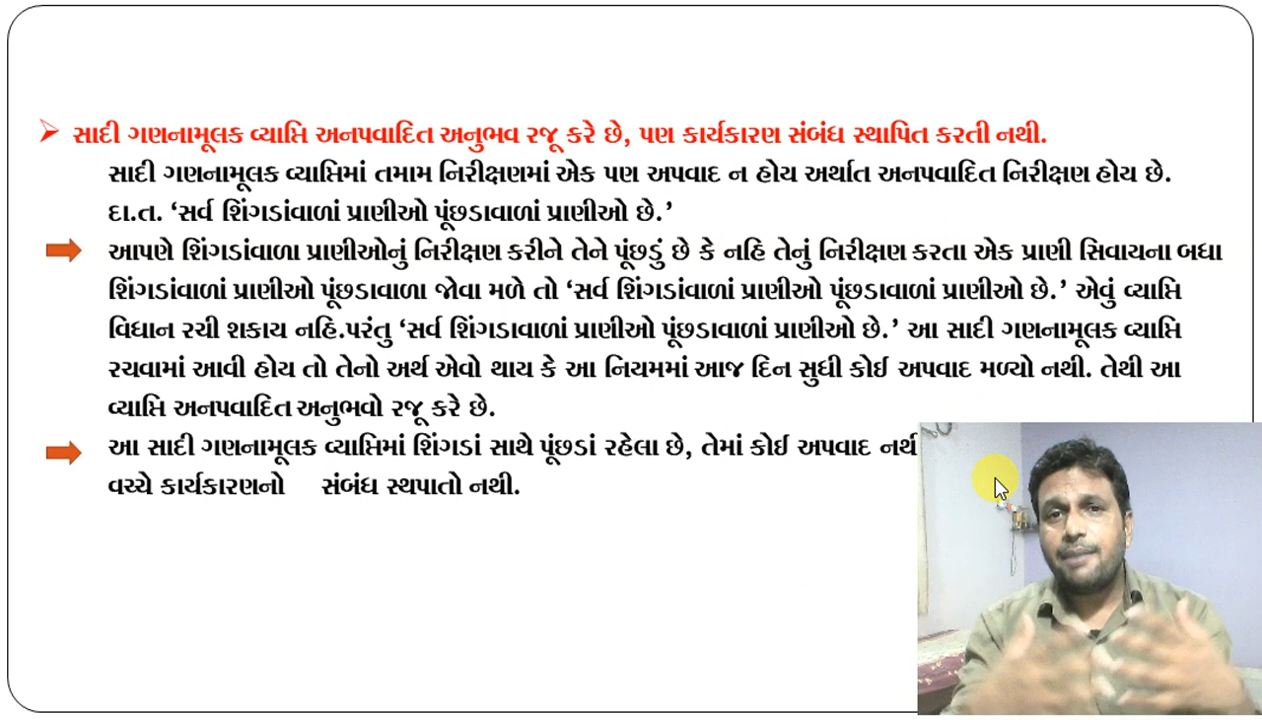 સાદી ગણનામૂલક વ્યાપ્તિ અનપવાદિત અનુભવ રજૂ કરે છે, પણ કાર્યકારણ સંબંધ સ્થાપિત કરતી નથી.
સાદી ગણનામૂલક વ્યાપ્તિમાં તમામ નિરીક્ષણમાં એક પણ અપવાદ ન હોય અર્થાત અનપવાદિત નિરીક્ષણ હોય છે.
દા.ત. ‘સર્વ શિંગડાંવાળાં પ્રાણીઓ પૂંછડાવાળાં પ્રાણીઓ છે.’
આપણે શિંગડાંવાળા પ્રાણીઓનું નિરીક્ષણ કરીને તેને પૂંછડું છે કે નહિ તેનું નિરીક્ષણ કરતા એક પ્રાણી સિવાયના બધા
શિંગડાંવાળાં પ્રાણીઓ પૂંછડાવાળા જોવા મળે તો ‘સર્વ શિંગડાંવાળાં પ્રાણીઓ પૂંછડાવાળાં પ્રાણીઓ છે.’ એવું વ્યાપ્તિ
વિધાન રચી શકાય નહિ.પરંતુ ‘સર્વ શિંગડાવાળાં પ્રાણીઓ પૂંછડાવાળાં પ્રાણીઓ છે.’ આ સાદી ગણનામૂલક વ્યાપ્તિ
રચવામાં આવી હોય તો તેનો અર્થ એવો થાય કે આ નિયમમાં આજ દિન સુધી કોઈ અપવાદ મળ્યો નથી. તેથી આ
વ્યાપ્તિ અનપવાદિત અનુભવો રજૂ કરે છે.
આ સાદી ગણનામૂલક વ્યાપ્તિમાં શિંગડાં સાથે પૂંછડાં રહેલા છે, તેમાં કોઈ અપવાદ
વચ્ચે કાર્યકારણનો સંબંધ સ્થપાતો નથી.